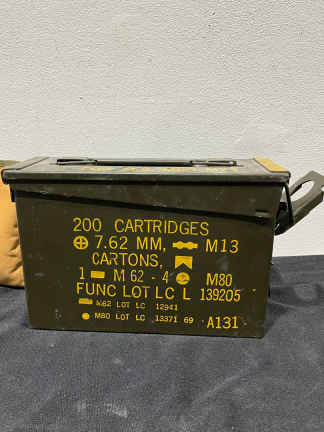 200 CARTRIDGES
7.62 MM, M13
CARTONS,
1 M 62 - 4 M80
FUNC LOT LC L 139205
M62 LOT LC 12941
M80 LOT LC 13371 69 A131